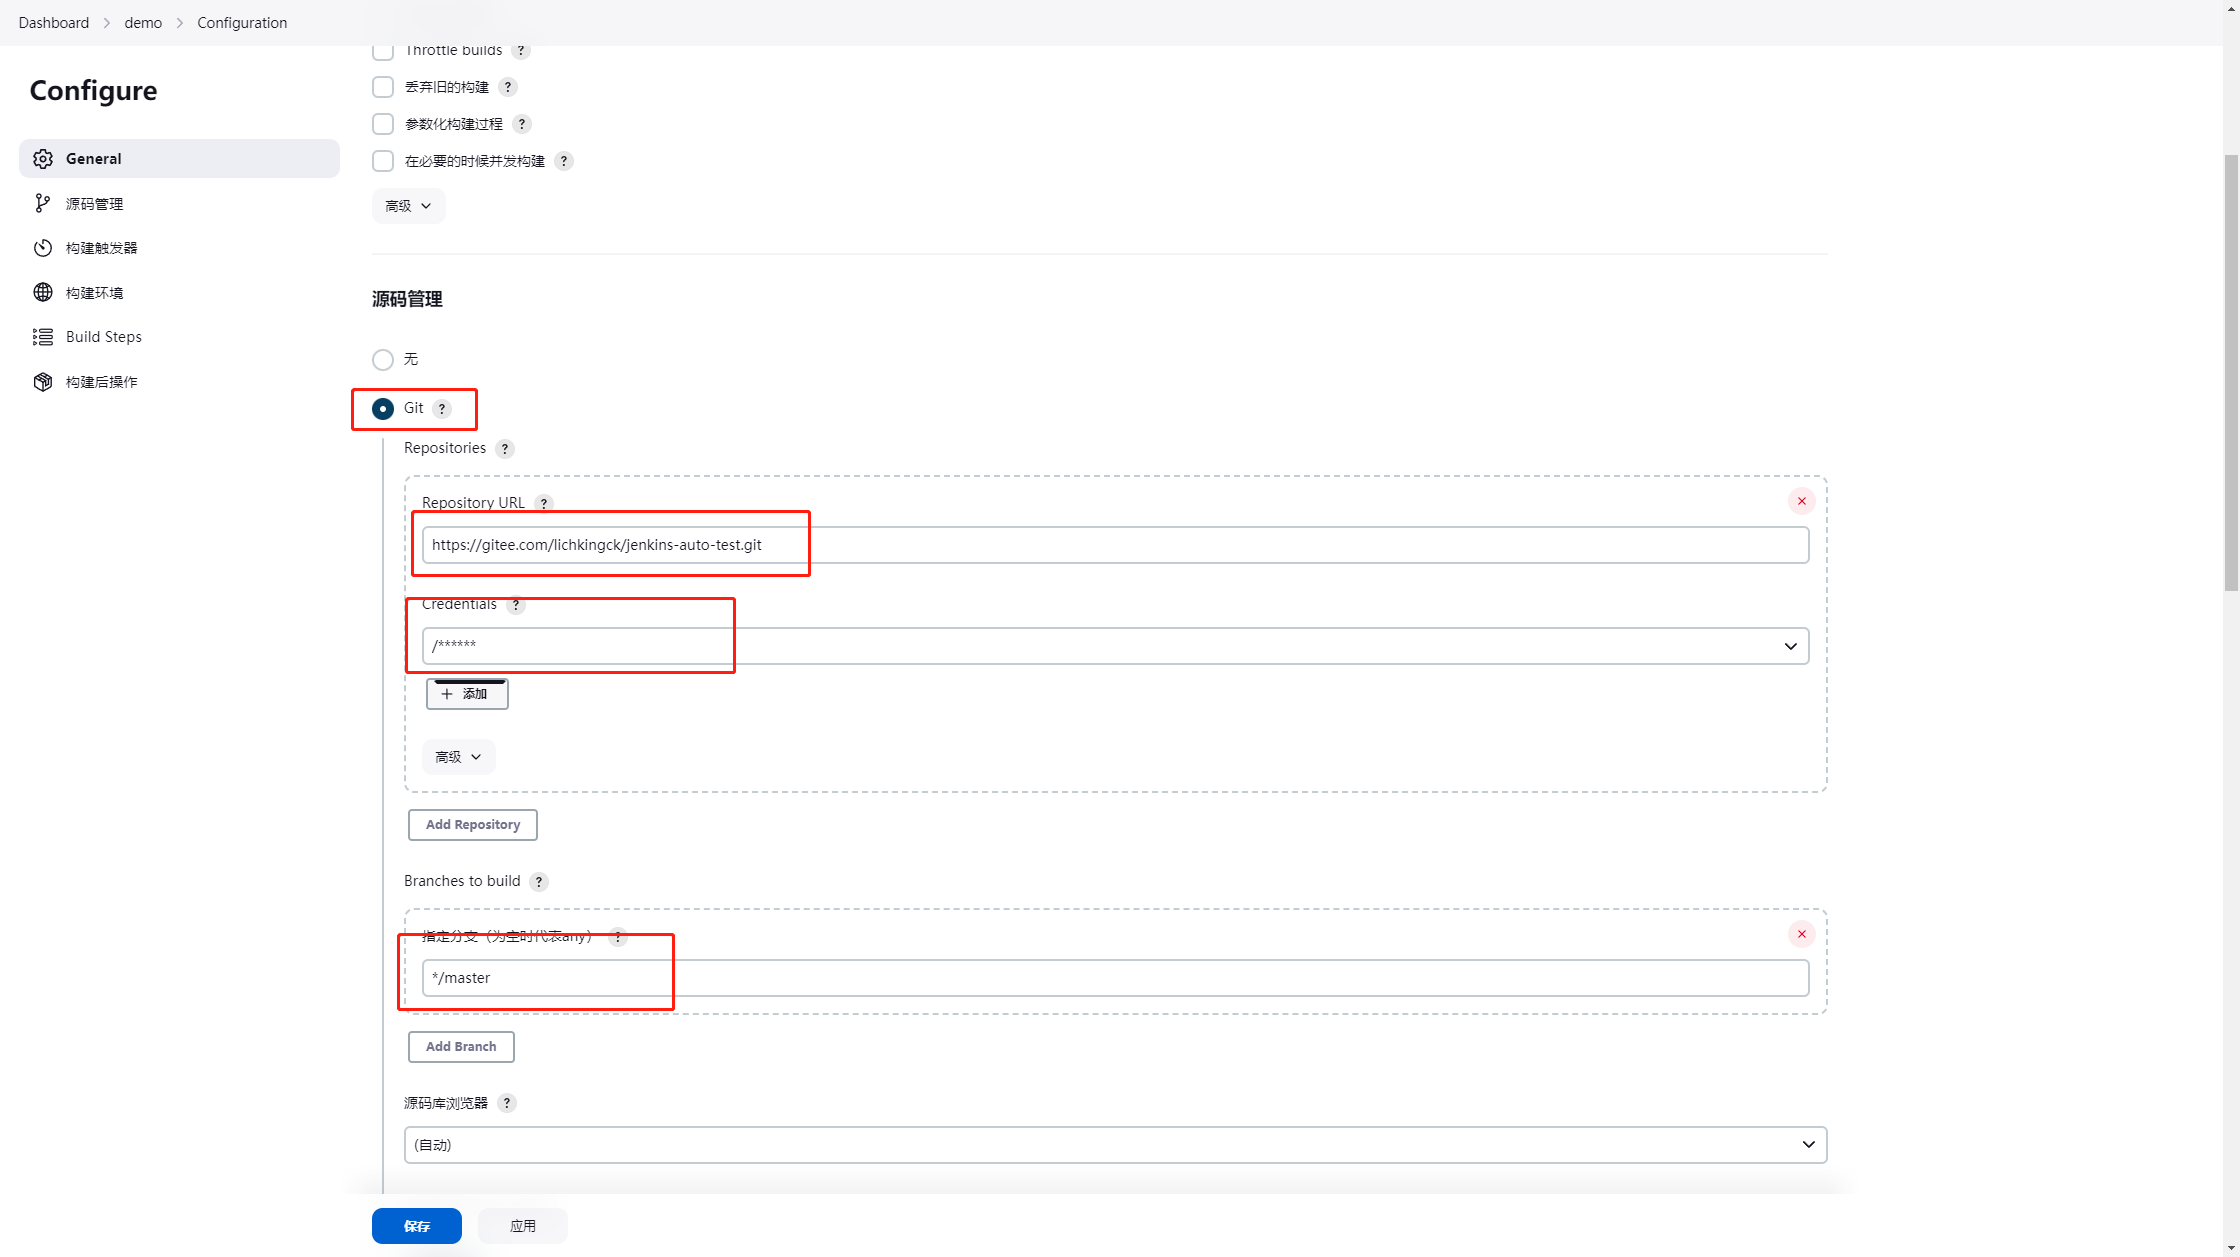 Dashboard > demo > Configuration
Configure
General
源码管理
构建触发器
构建环境
Build Steps
构建后操作
Throttle builds ?
丢弃旧的构建 ?
参数化构建过程 ?
在必要的时候并发构建 ?
高级
源码管理
无
Git ?
Repositories ?
Repository URL ?
https://gitee.com/lichkingck/jenkins-auto-test.git
Credentials ?
/******
+ 添加
高级
Add Repository
Branches to build ?
指定分支（为空时代表any） ?
*/master
Add Branch
源码库浏览器 ?
(自动)
保存 应用